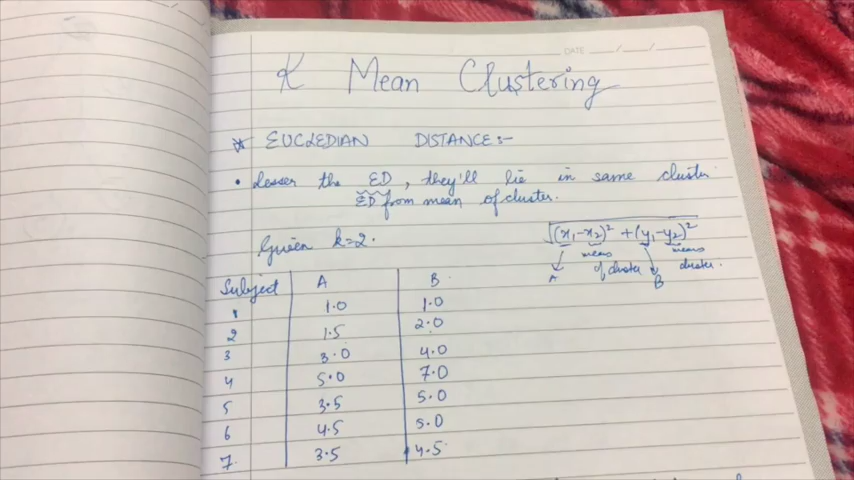 DATE
K Mean Clustering
* EUCLEDIAN DISTANCE:-
• Lesser the ED, they'll lie in same cluster
ED from mean of cluster.
Given k=2.
√(x₁-x₂)² + (y₁-y₂)²
means means
of cluster cluster.
A B
Subject A B
1 1.0 1.0
2 1.5 2.0
3 3.0 4.0
4 5.0 7.0
5 3.5 5.0
6 4.5 5.0
7. 3.5 4.5